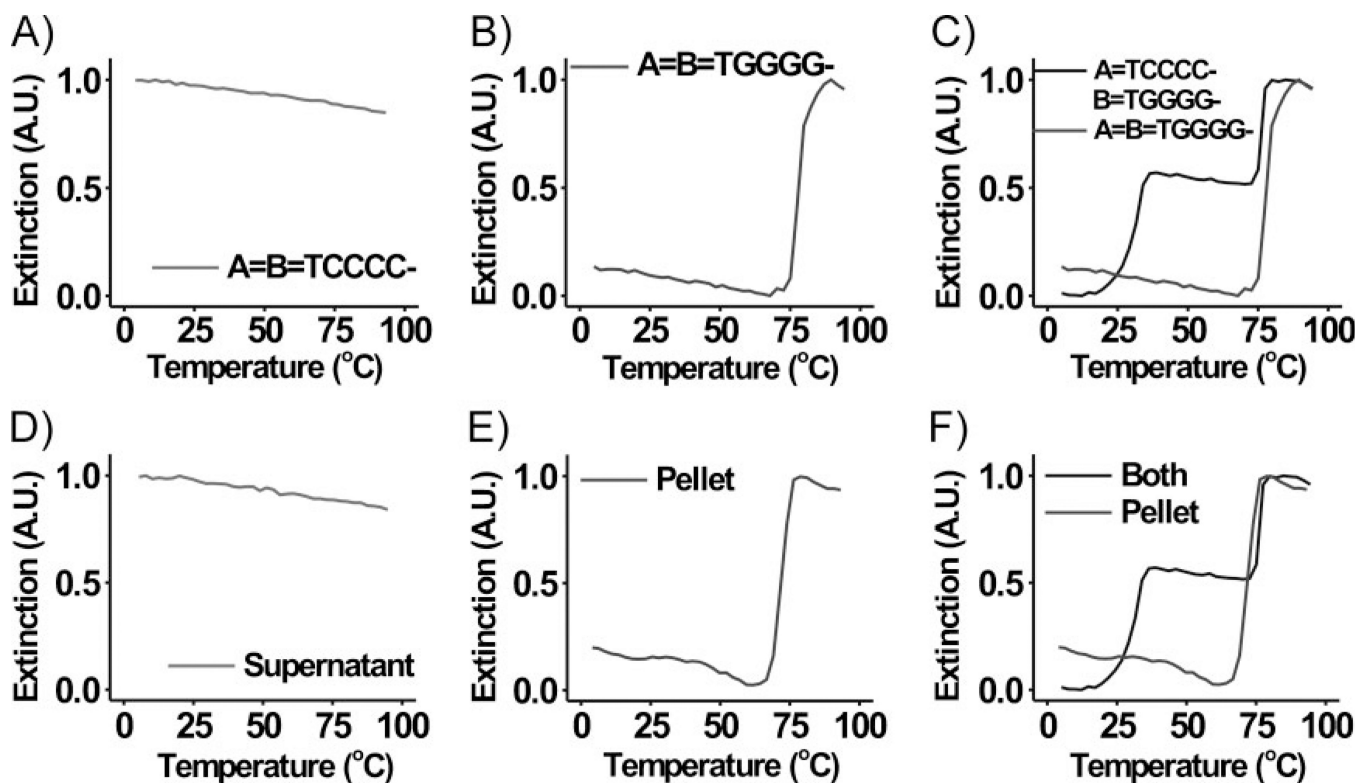 A)
Extinction (A.U.)
1.0
0.5
0.0
A=B=TCCCC-
0 25 50 75 100
Temperature (°C)
B)
Extinction (A.U.)
1.0
0.5
0.0
A=B=TGGGG-
0 25 50 75 100
Temperature (°C)
C)
Extinction (A.U.)
1.0
0.5
0.0
A=TCCCC-
B=TGGGG-
A=B=TGGGG-
0 25 50 75 100
Temperature (°C)
D)
Extinction (A.U.)
1.0
0.5
0.0
Supernatant
0 25 50 75 100
Temperature (°C)
E)
Extinction (A.U.)
1.0
0.5
0.0
Pellet
0 25 50 75 100
Temperature (°C)
F)
Extinction (A.U.)
1.0
0.5
0.0
Both
Pellet
0 25 50 75 100
Temperature (°C)